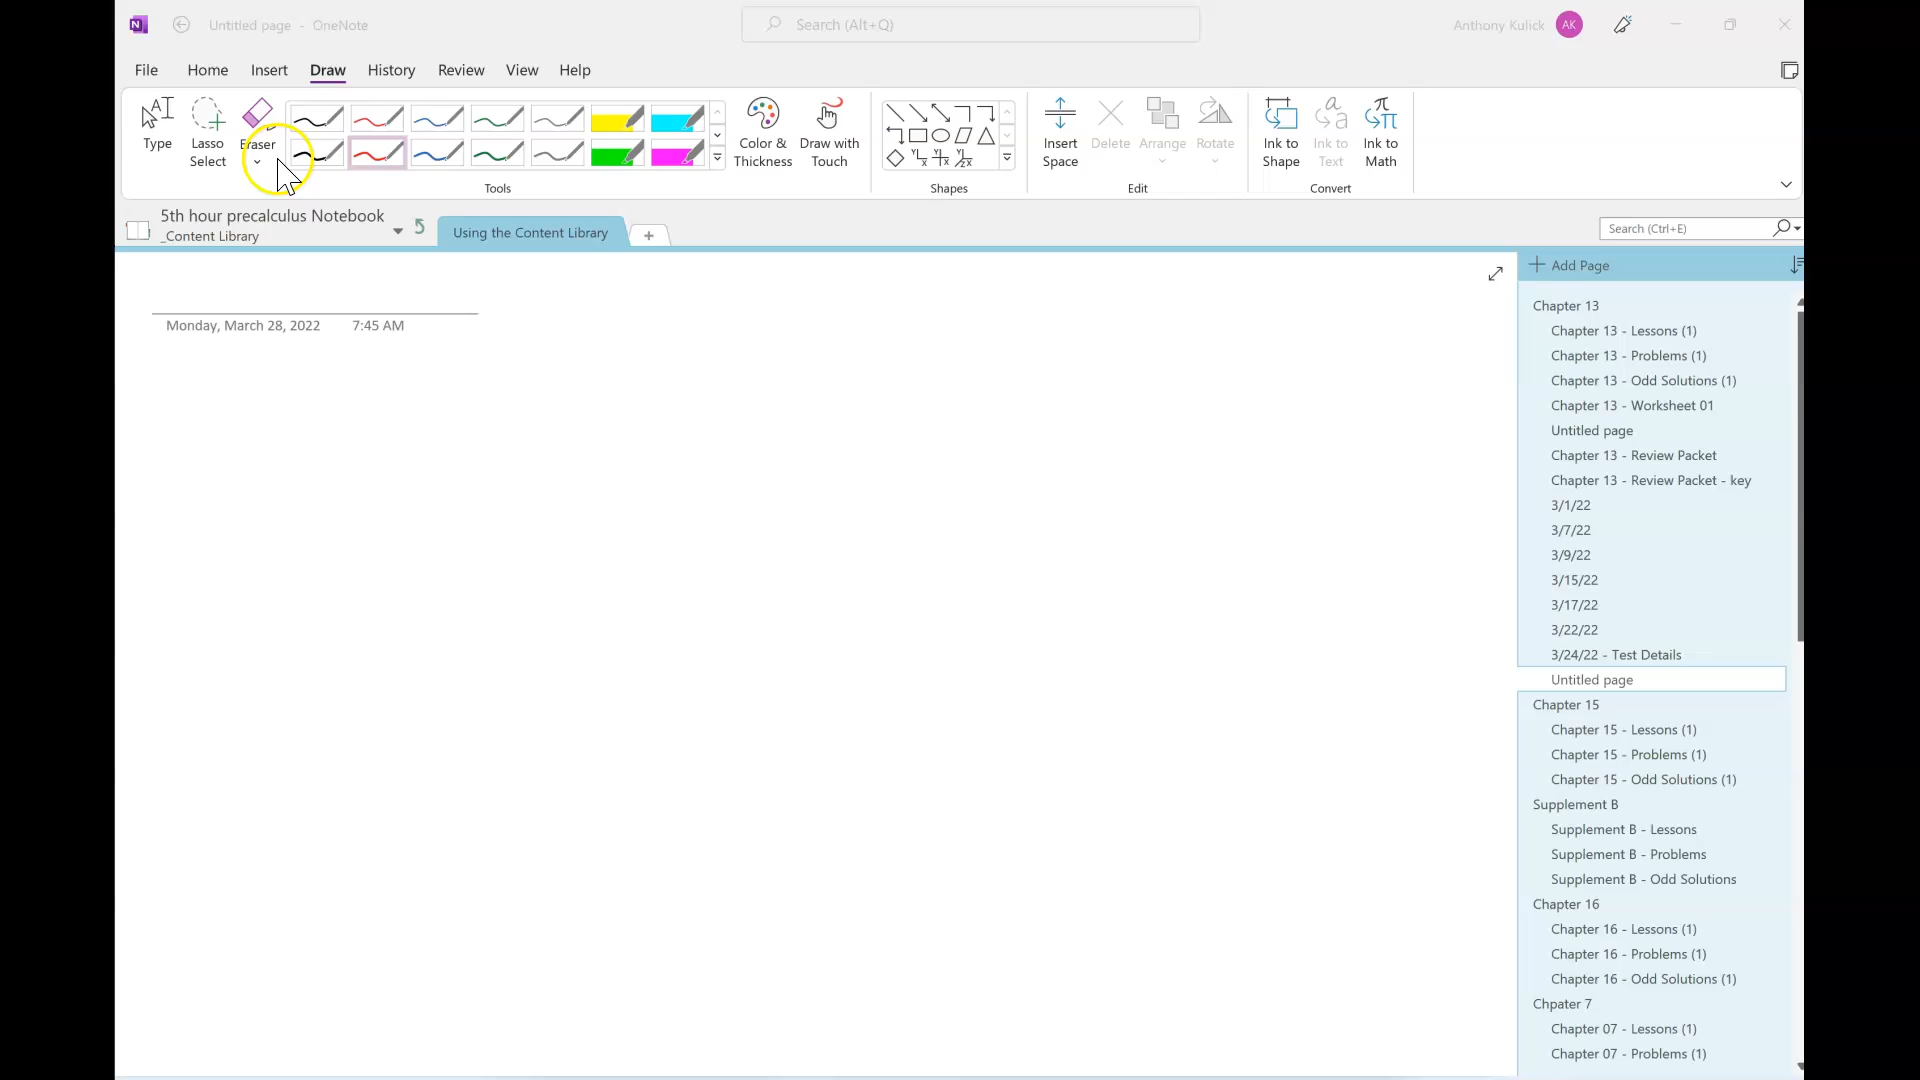 Untitled page - OneNote
Search (Alt+Q)
Anthony Kulick AK
File Home Insert Draw History Review View Help
Type
Lasso Select
Eraser
Color & Thickness
Draw with Touch
Insert Space
Delete
Arrange
Rotate
Ink to Shape
Ink to Text
Ink to Math
Tools
Shapes
Edit
Convert
5th hour precalculus Notebook
_Content Library
Using the Content Library
Search (Ctrl+E)
Monday, March 28, 2022 7:45 AM
Add Page
Chapter 13
Chapter 13 - Lessons (1)
Chapter 13 - Problems (1)
Chapter 13 - Odd Solutions (1)
Chapter 13 - Worksheet 01
Untitled page
Chapter 13 - Review Packet
Chapter 13 - Review Packet - key
3/1/22
3/7/22
3/9/22
3/15/22
3/17/22
3/22/22
3/24/22 - Test Details
Untitled page
Chapter 15
Chapter 15 - Lessons (1)
Chapter 15 - Problems (1)
Chapter 15 - Odd Solutions (1)
Supplement B
Supplement B - Lessons
Supplement B - Problems
Supplement B - Odd Solutions
Chapter 16
Chapter 16 - Lessons (1)
Chapter 16 - Problems (1)
Chapter 16 - Odd Solutions (1)
Chpater 7
Chapter 07 - Lessons (1)
Chapter 07 - Problems (1)